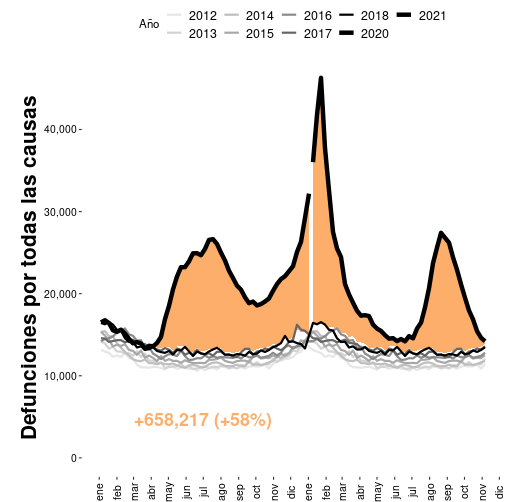 Año 2012 2014 2016 2018 2021
2013 2015 2017 2020
Defunciones por todas las causas
40,000
30,000
20,000
10,000
0
+658,217 (+58%)
ene feb mar abr may jun jul ago sep oct nov dic ene feb mar abr may jun jul ago sep oct nov dic